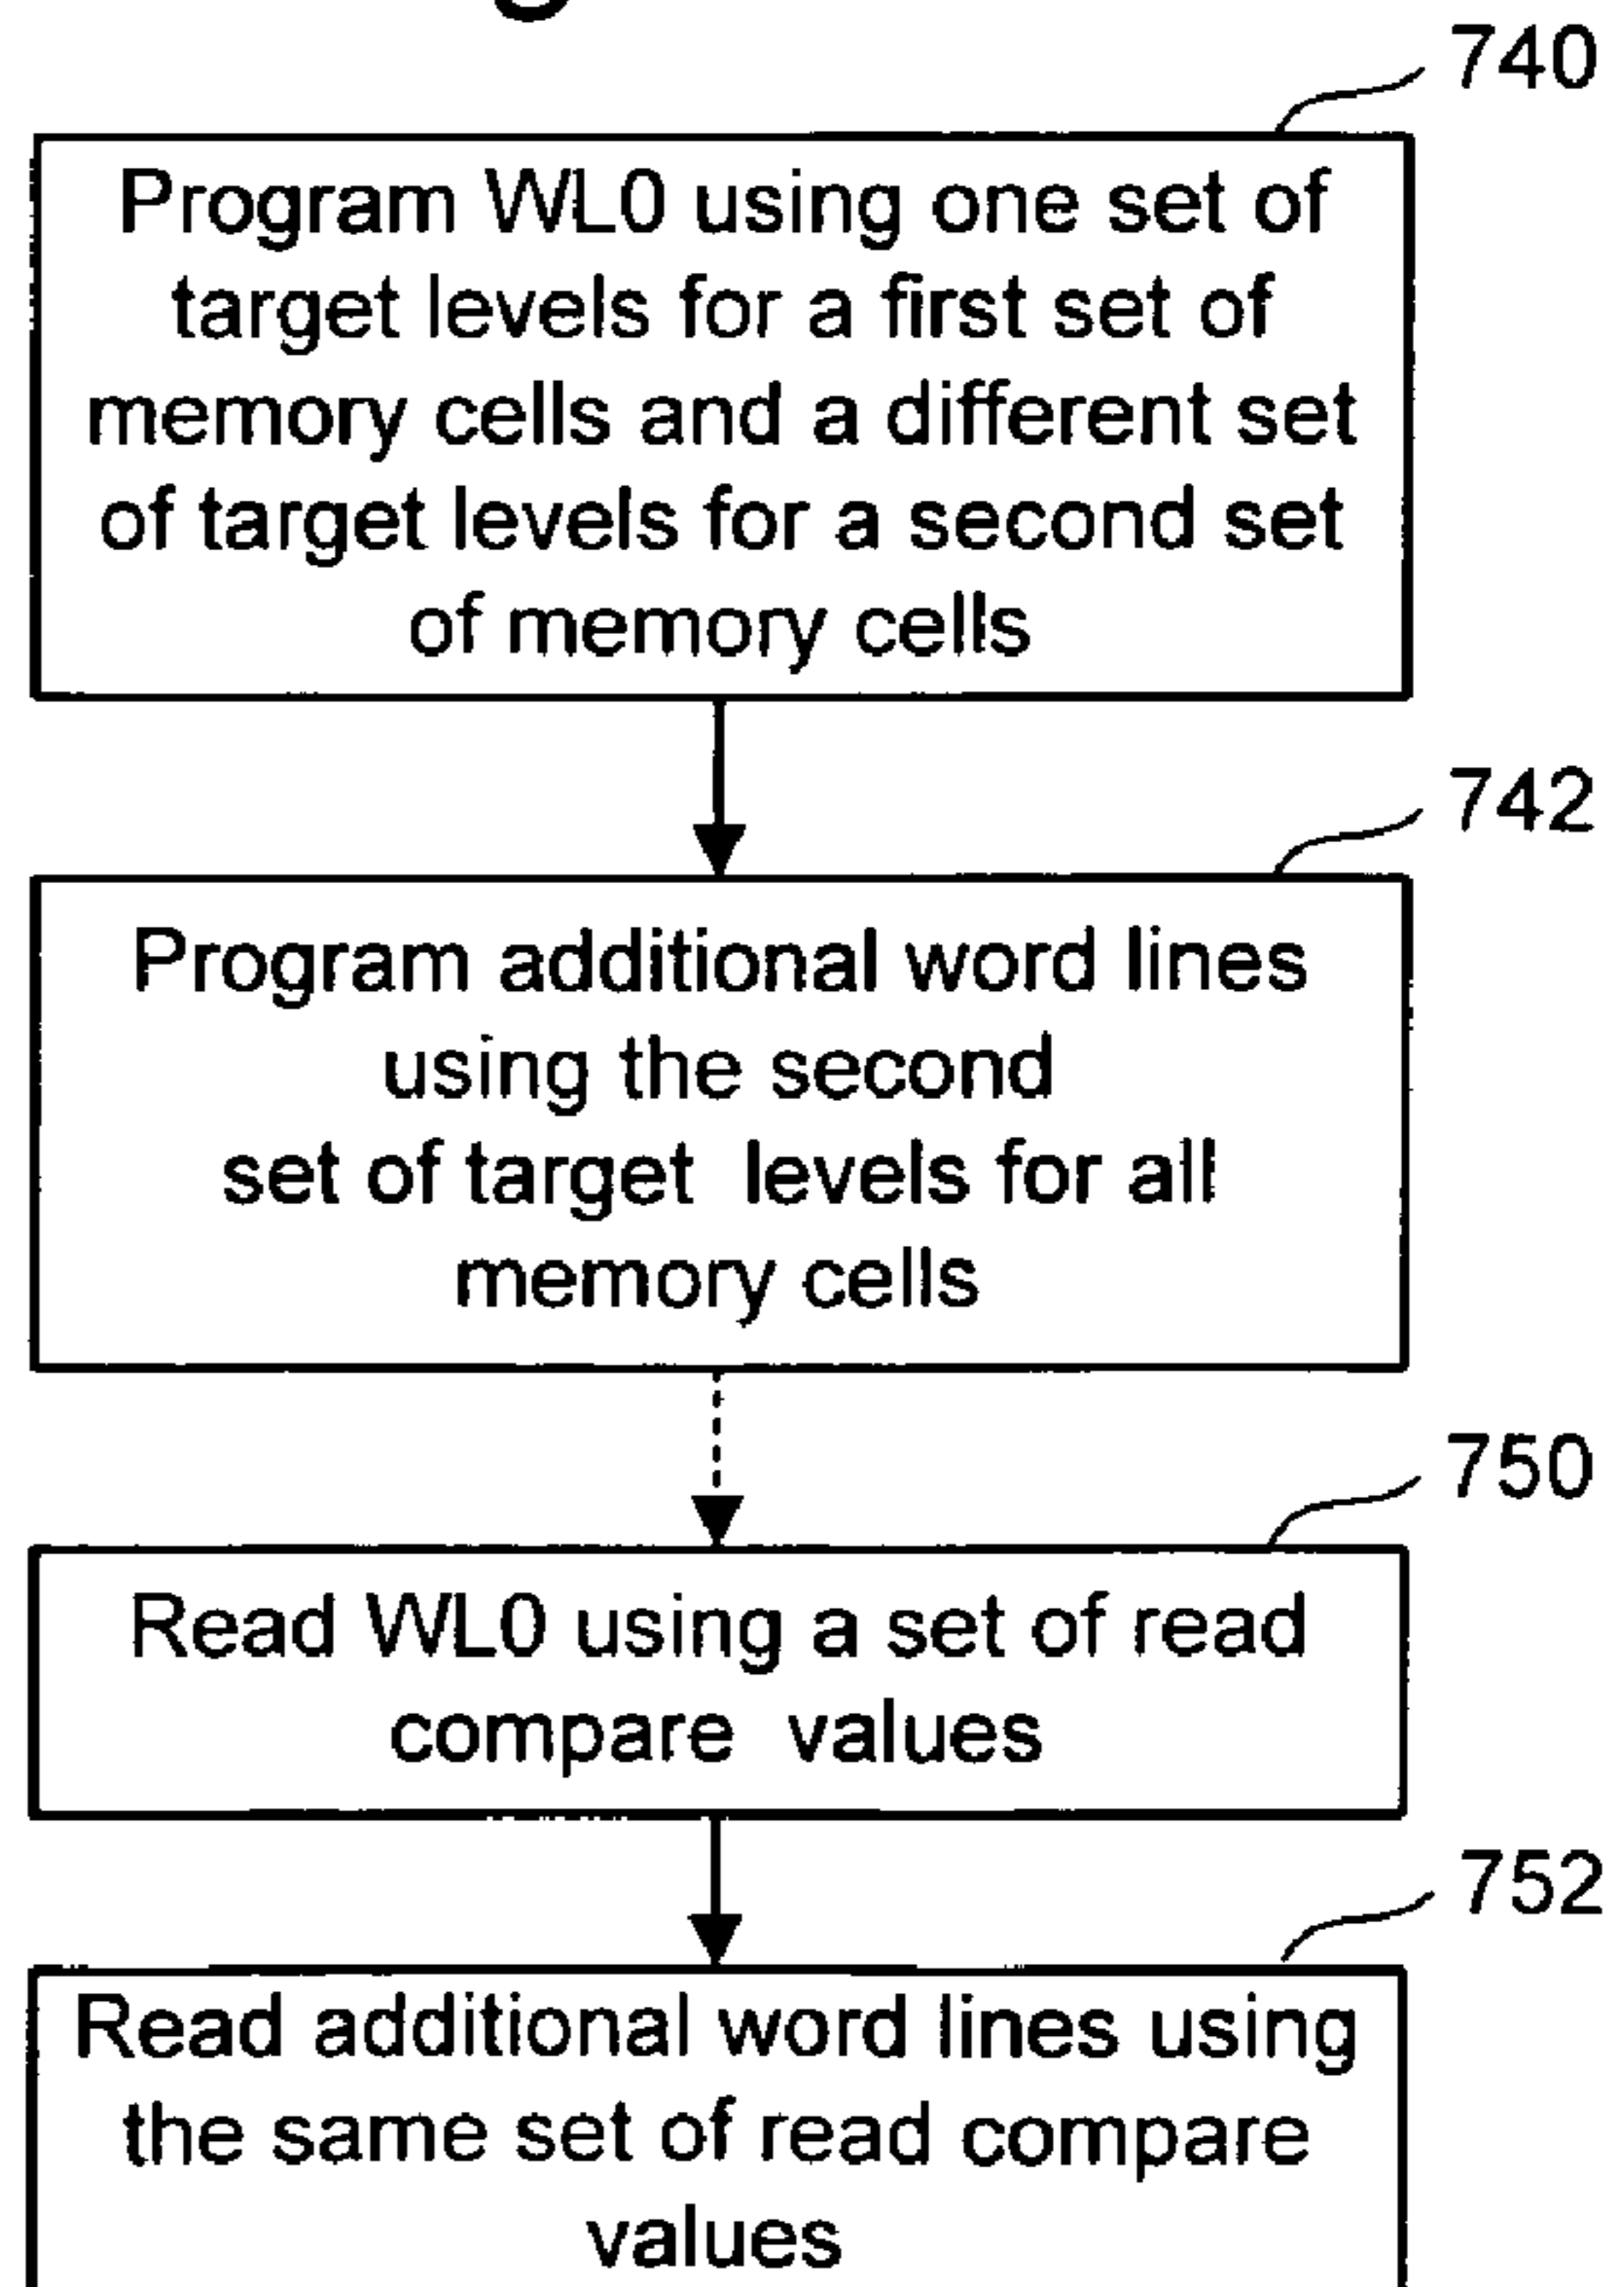 740
Program WL0 using one set of
target levels for a first set of
memory cells and a different set
of target levels for a second set
of memory cells
742
Program additional word lines
using the second
set of target levels for all
memory cells
750
Read WL0 using a set of read
compare values
752
Read additional word lines using
the same set of read compare
values